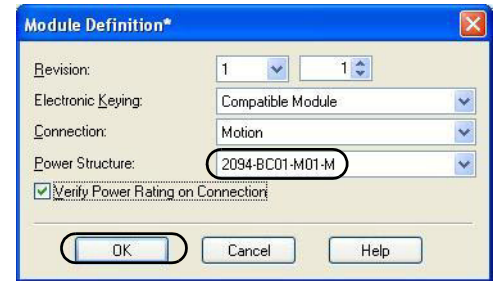 Module Definition*
Revision: 1 1
Electronic Keying: Compatible Module
Connection: Motion
Power Structure: 2094-BC01-M01-M
Verify Power Rating on Connection
OK Cancel Help